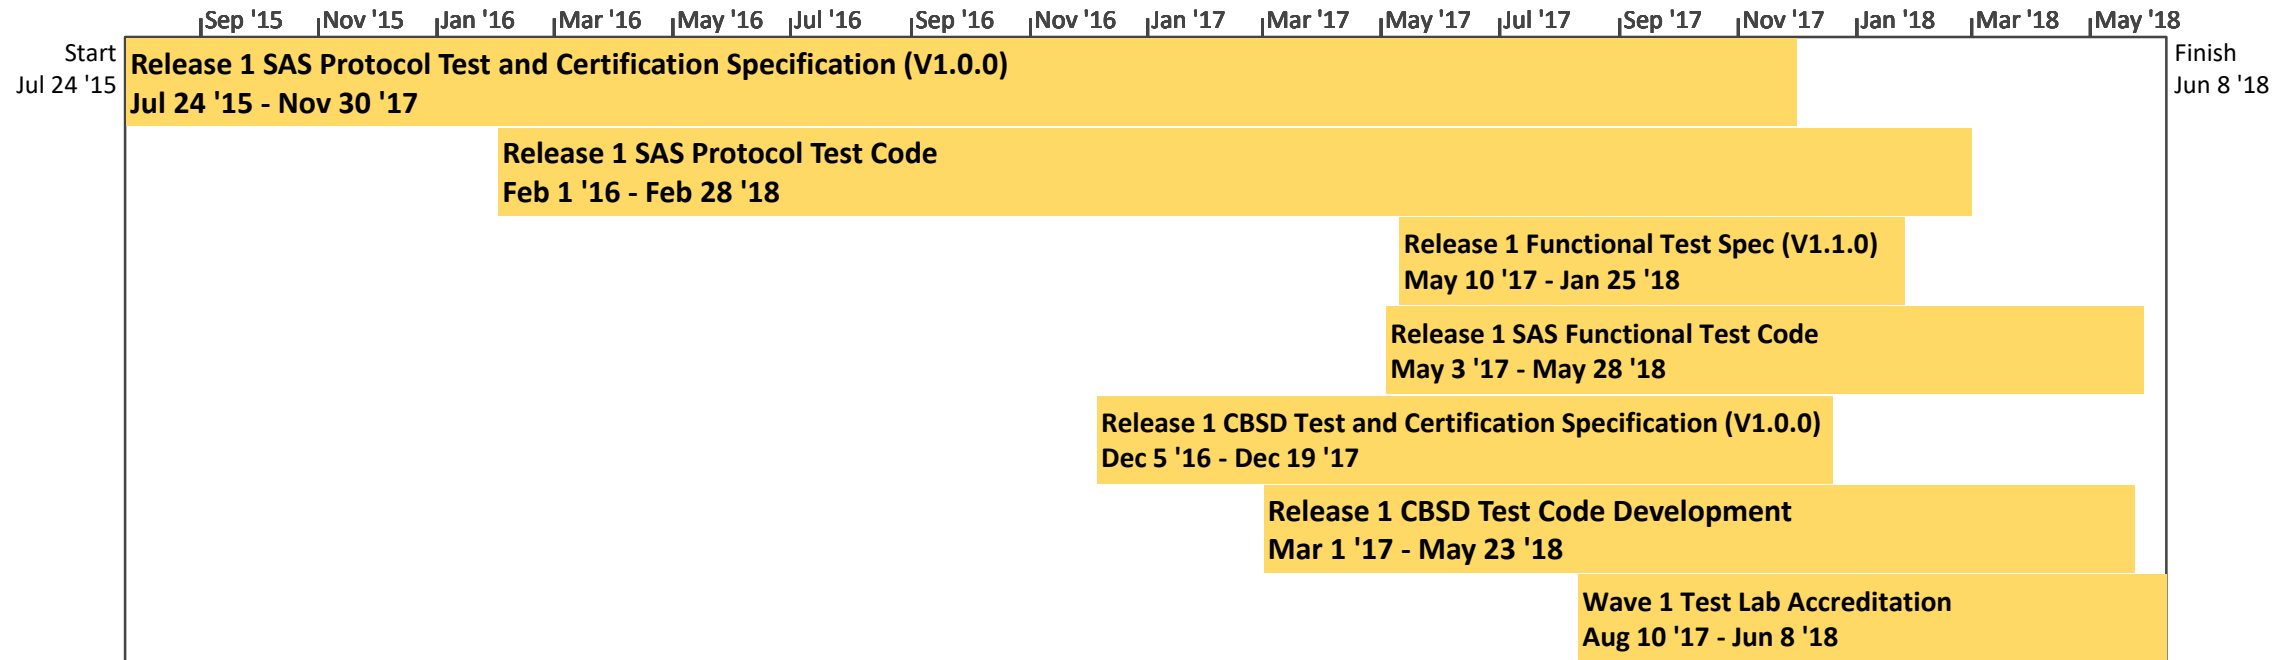 Sep '15 Nov '15 Jan '16 Mar '16 May '16 Jul '16 Sep '16 Nov '16 Jan '17 Mar '17 May '17 Jul '17 Sep '17 Nov '17 Jan '18 Mar '18 May '18
Start
Jul 24 '15
Finish
Jun 8 '18
Release 1 SAS Protocol Test and Certification Specification (V1.0.0)
Jul 24 '15 - Nov 30 '17
Release 1 SAS Protocol Test Code
Feb 1 '16 - Feb 28 '18
Release 1 Functional Test Spec (V1.1.0)
May 10 '17 - Jan 25 '18
Release 1 SAS Functional Test Code
May 3 '17 - May 28 '18
Release 1 CBSD Test and Certification Specification (V1.0.0)
Dec 5 '16 - Dec 19 '17
Release 1 CBSD Test Code Development
Mar 1 '17 - May 23 '18
Wave 1 Test Lab Accreditation
Aug 10 '17 - Jun 8 '18